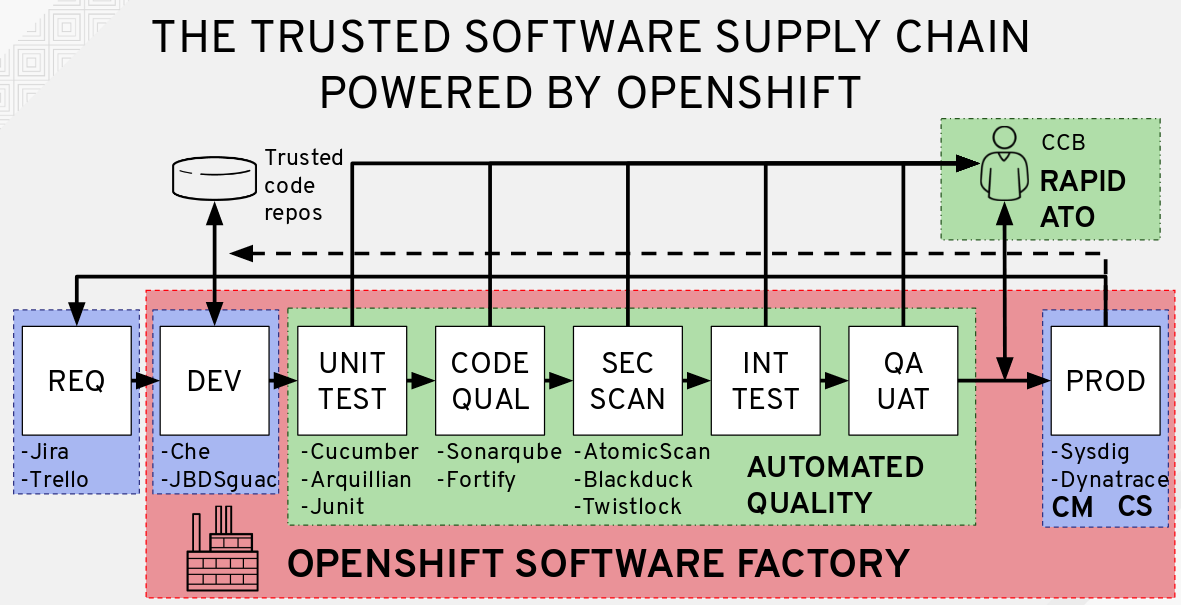 THE TRUSTED SOFTWARE SUPPLY CHAIN
POWERED BY OPENSHIFT
Trusted
code
repos
CCB
RAPID
ATO
REQ
-Jira
-Trello
DEV
-Che
-JBDSguac
UNIT
TEST
-Cucumber
-Arquillian
-Junit
CODE
QUAL
-Sonarqube
-Fortify
SEC
SCAN
-AtomicScan
-Blackduck
-Twistlock
INT
TEST
QA
UAT
AUTOMATED
QUALITY
PROD
-Sysdig
-Dynatrace
CM CS
OPENSHIFT SOFTWARE FACTORY